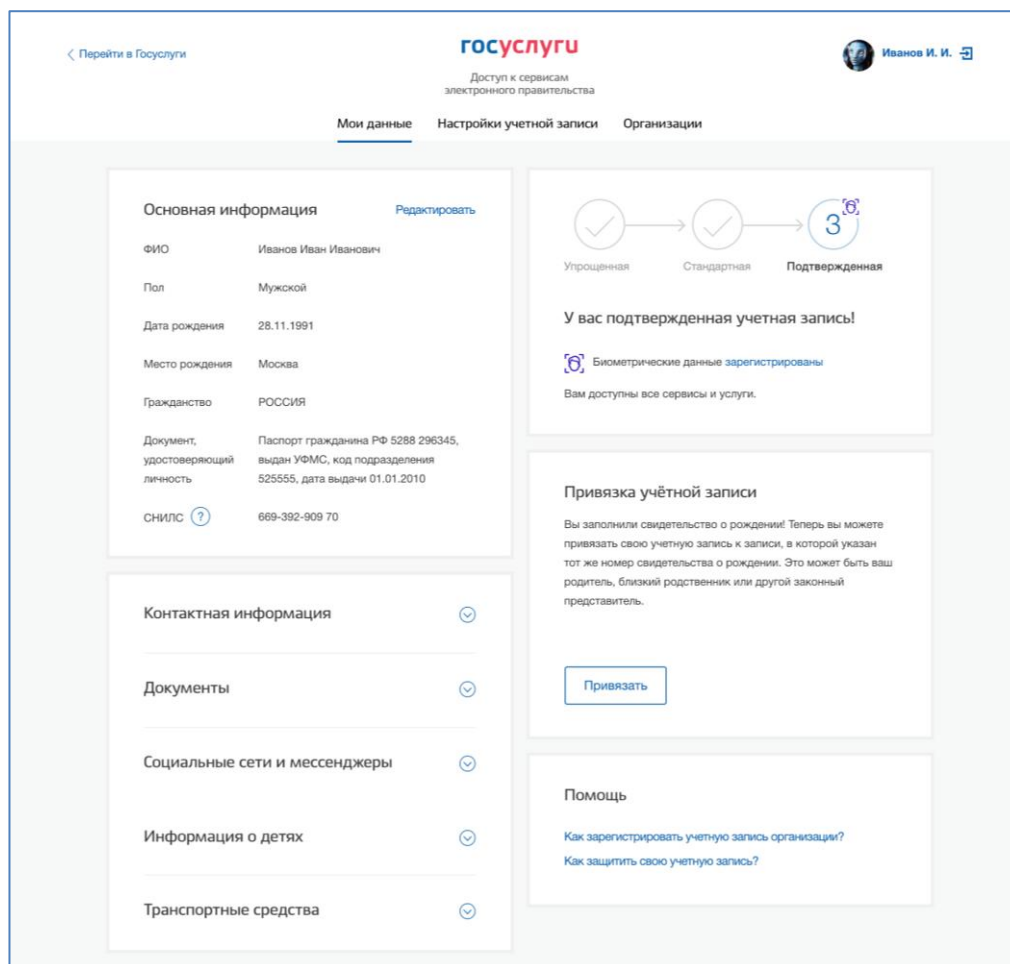 Перейти в Госуслуги
госуслуги
Доступ к сервисам
электронного правительства
Иванов И. И.
Мои данные Настройки учетной записи Организации
Основная информация Редактировать
ФИО Иванов Иван Иванович
Пол Мужской
Дата рождения 28.11.1991
Место рождения Москва
Гражданство РОССИЯ
Документ, Паспорт гражданина РФ 5288 296345,
удостоверяющий выдан УФМС, код подразделения
личность 525555, дата выдачи 01.01.2010
СНИЛС ? 669-392-909 70
Контактная информация
Документы
Социальные сети и мессенджеры
Информация о детях
Транспортные средства
3
Упрощенная Стандартная Подтвержденная
У вас подтвержденная учетная запись!
Биометрические данные зарегистрированы
Вам доступны все сервисы и услуги.
Привязка учётной записи
Вы заполнили свидетельство о рождении! Теперь вы можете
привязать свою учетную запись к записи, в которой указан
тот же номер свидетельства о рождении. Это может быть ваш
родитель, близкий родственник или другой законный
представитель.
Привязать
Помощь
Как зарегистрировать учетную запись организации?
Как защитить свою учетную запись?